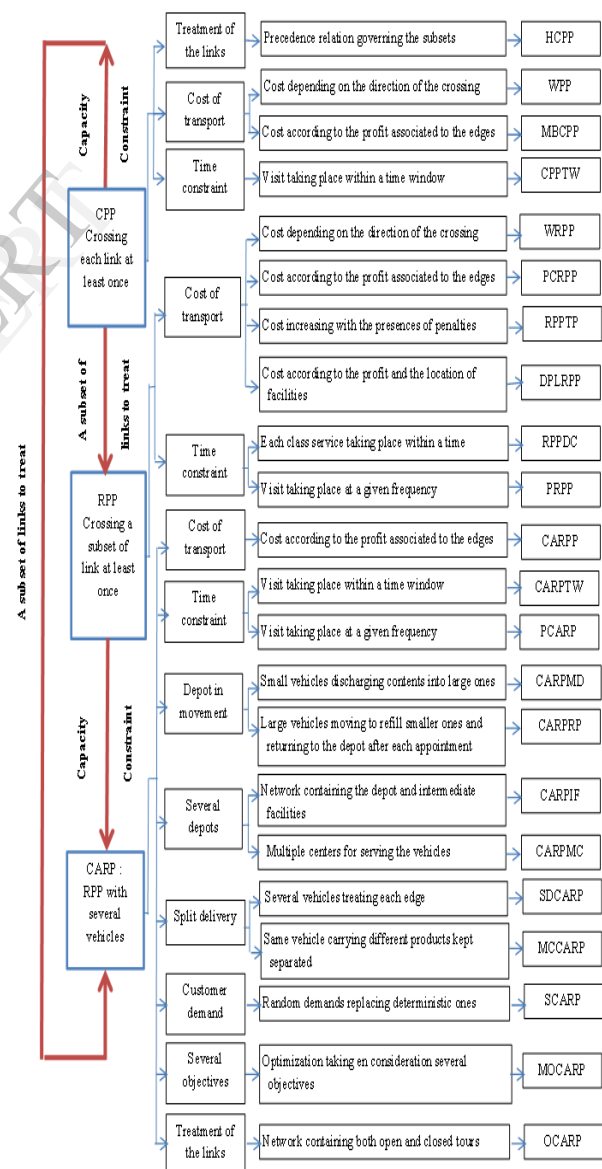 Treatment of
the links
Precedence relation governing the subsets
HCPP
Cost of
transport
Cost depending on the direction of the crossing
WPP
Cost according to the profit associated to the edges
MBCPP
Time
constraint
Visit taking place within a time window
CPPTW
Capacity
Constraint
CPP
Crossing
each link at
least once
Cost of
transport
Cost depending on the direction of the crossing
WRPP
Cost according to the profit associated to the edges
PCRPP
Cost increasing with the presences of penalties
RPPTP
Cost according to the profit and the location of
facilities
DPLRPP
A subset of
links to treat
Time
constraint
Each class service taking place within a time
RPPDC
Visit taking place at a given frequency
PRPP
RPP
Crossing a
subset of
link at least
once
A subset of links to treat
Cost of
transport
Cost according to the profit associated to the edges
CARPP
Time
constraint
Visit taking place within a time window
CARPTW
Visit taking place at a given frequency
PCARP
Depot in
movement
Small vehicles discharging contents into large ones
CARPMD
Large vehicles moving to refill smaller ones and
returning to the depot after each appointment
CARPRP
Capacity
Constraint
Several
depots
Network containing the depot and intermediate
facilities
CARPIF
Multiple centers for serving the vehicles
CARPMC
CARP :
RPP with
several
vehicles
Split delivery
Several vehicles treating each edge
SDCARP
Same vehicle carrying different products kept
separated
MCCARP
Customer
demand
Random demands replacing deterministic ones
SCARP
Several
objectives
Optimization taking en consideration several
objectives
MOCARP
Treatment of
the links
Network containing both open and closed tours
OCARP